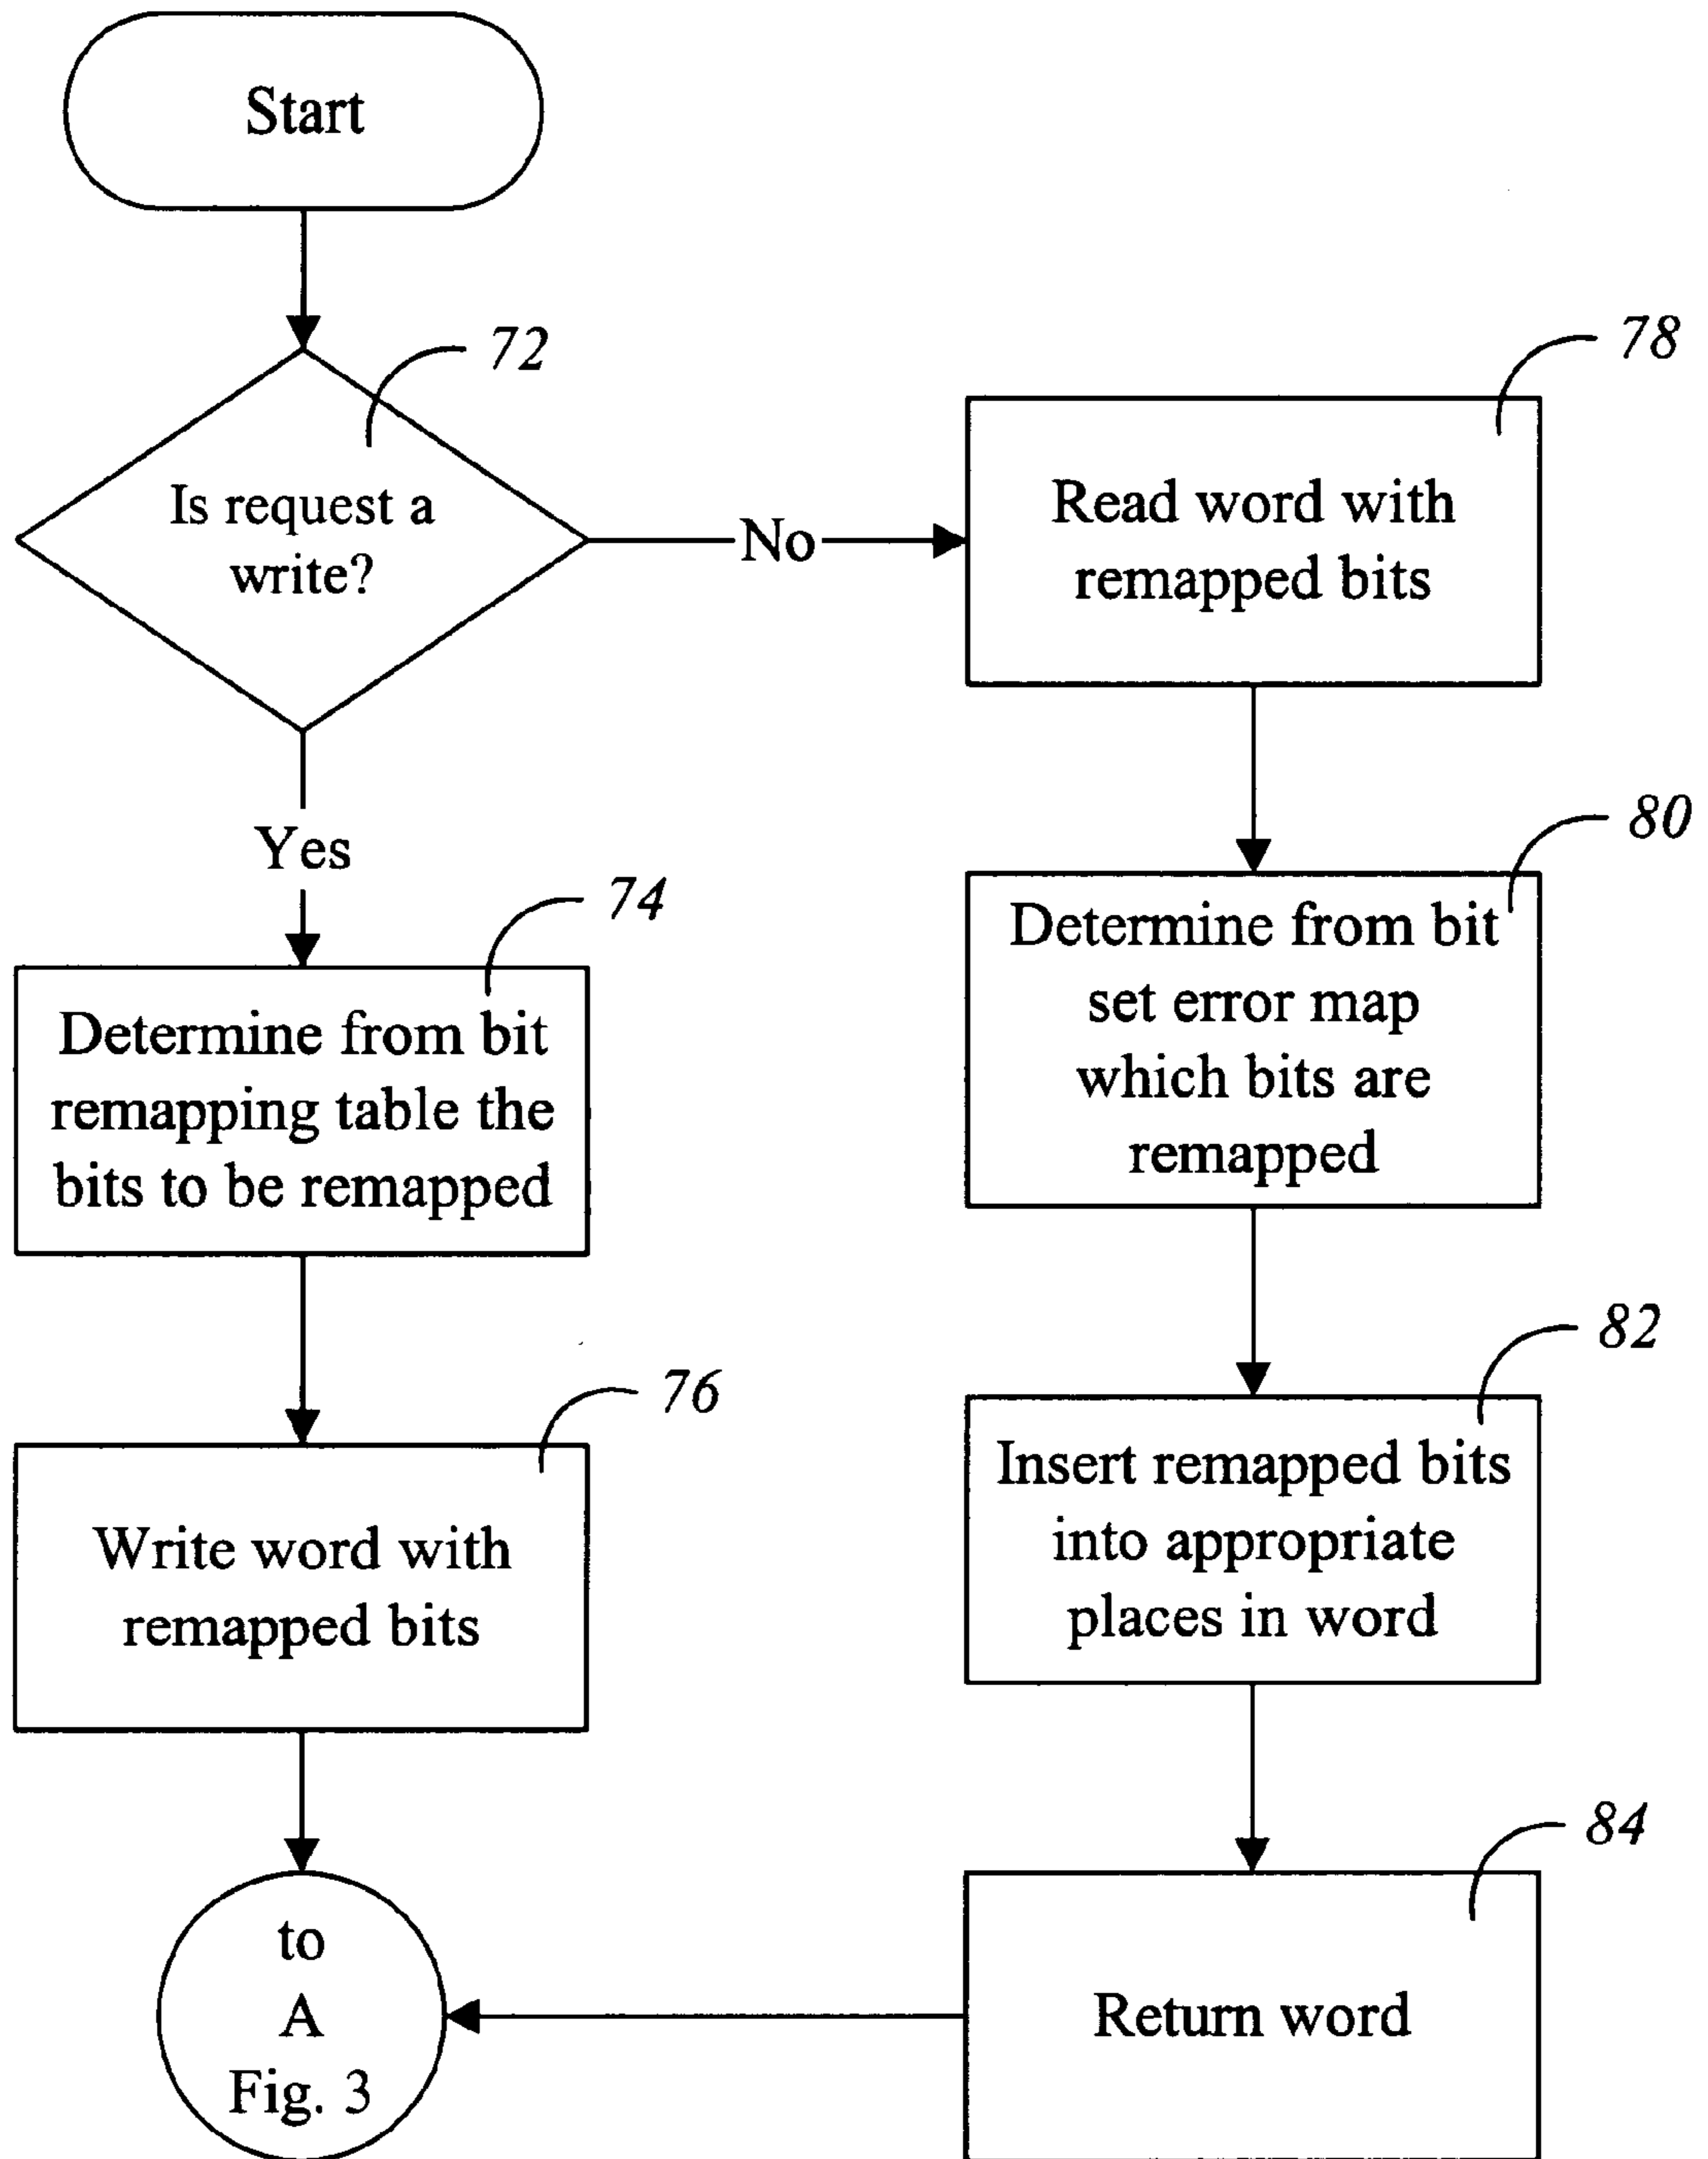 Start
72
Is request a
write?
No
Yes
74
Determine from bit
remapping table the
bits to be remapped
76
Write word with
remapped bits
to
A
Fig. 3
78
Read word with
remapped bits
80
Determine from bit
set error map
which bits are
remapped
82
Insert remapped bits
into appropriate
places in word
84
Return word